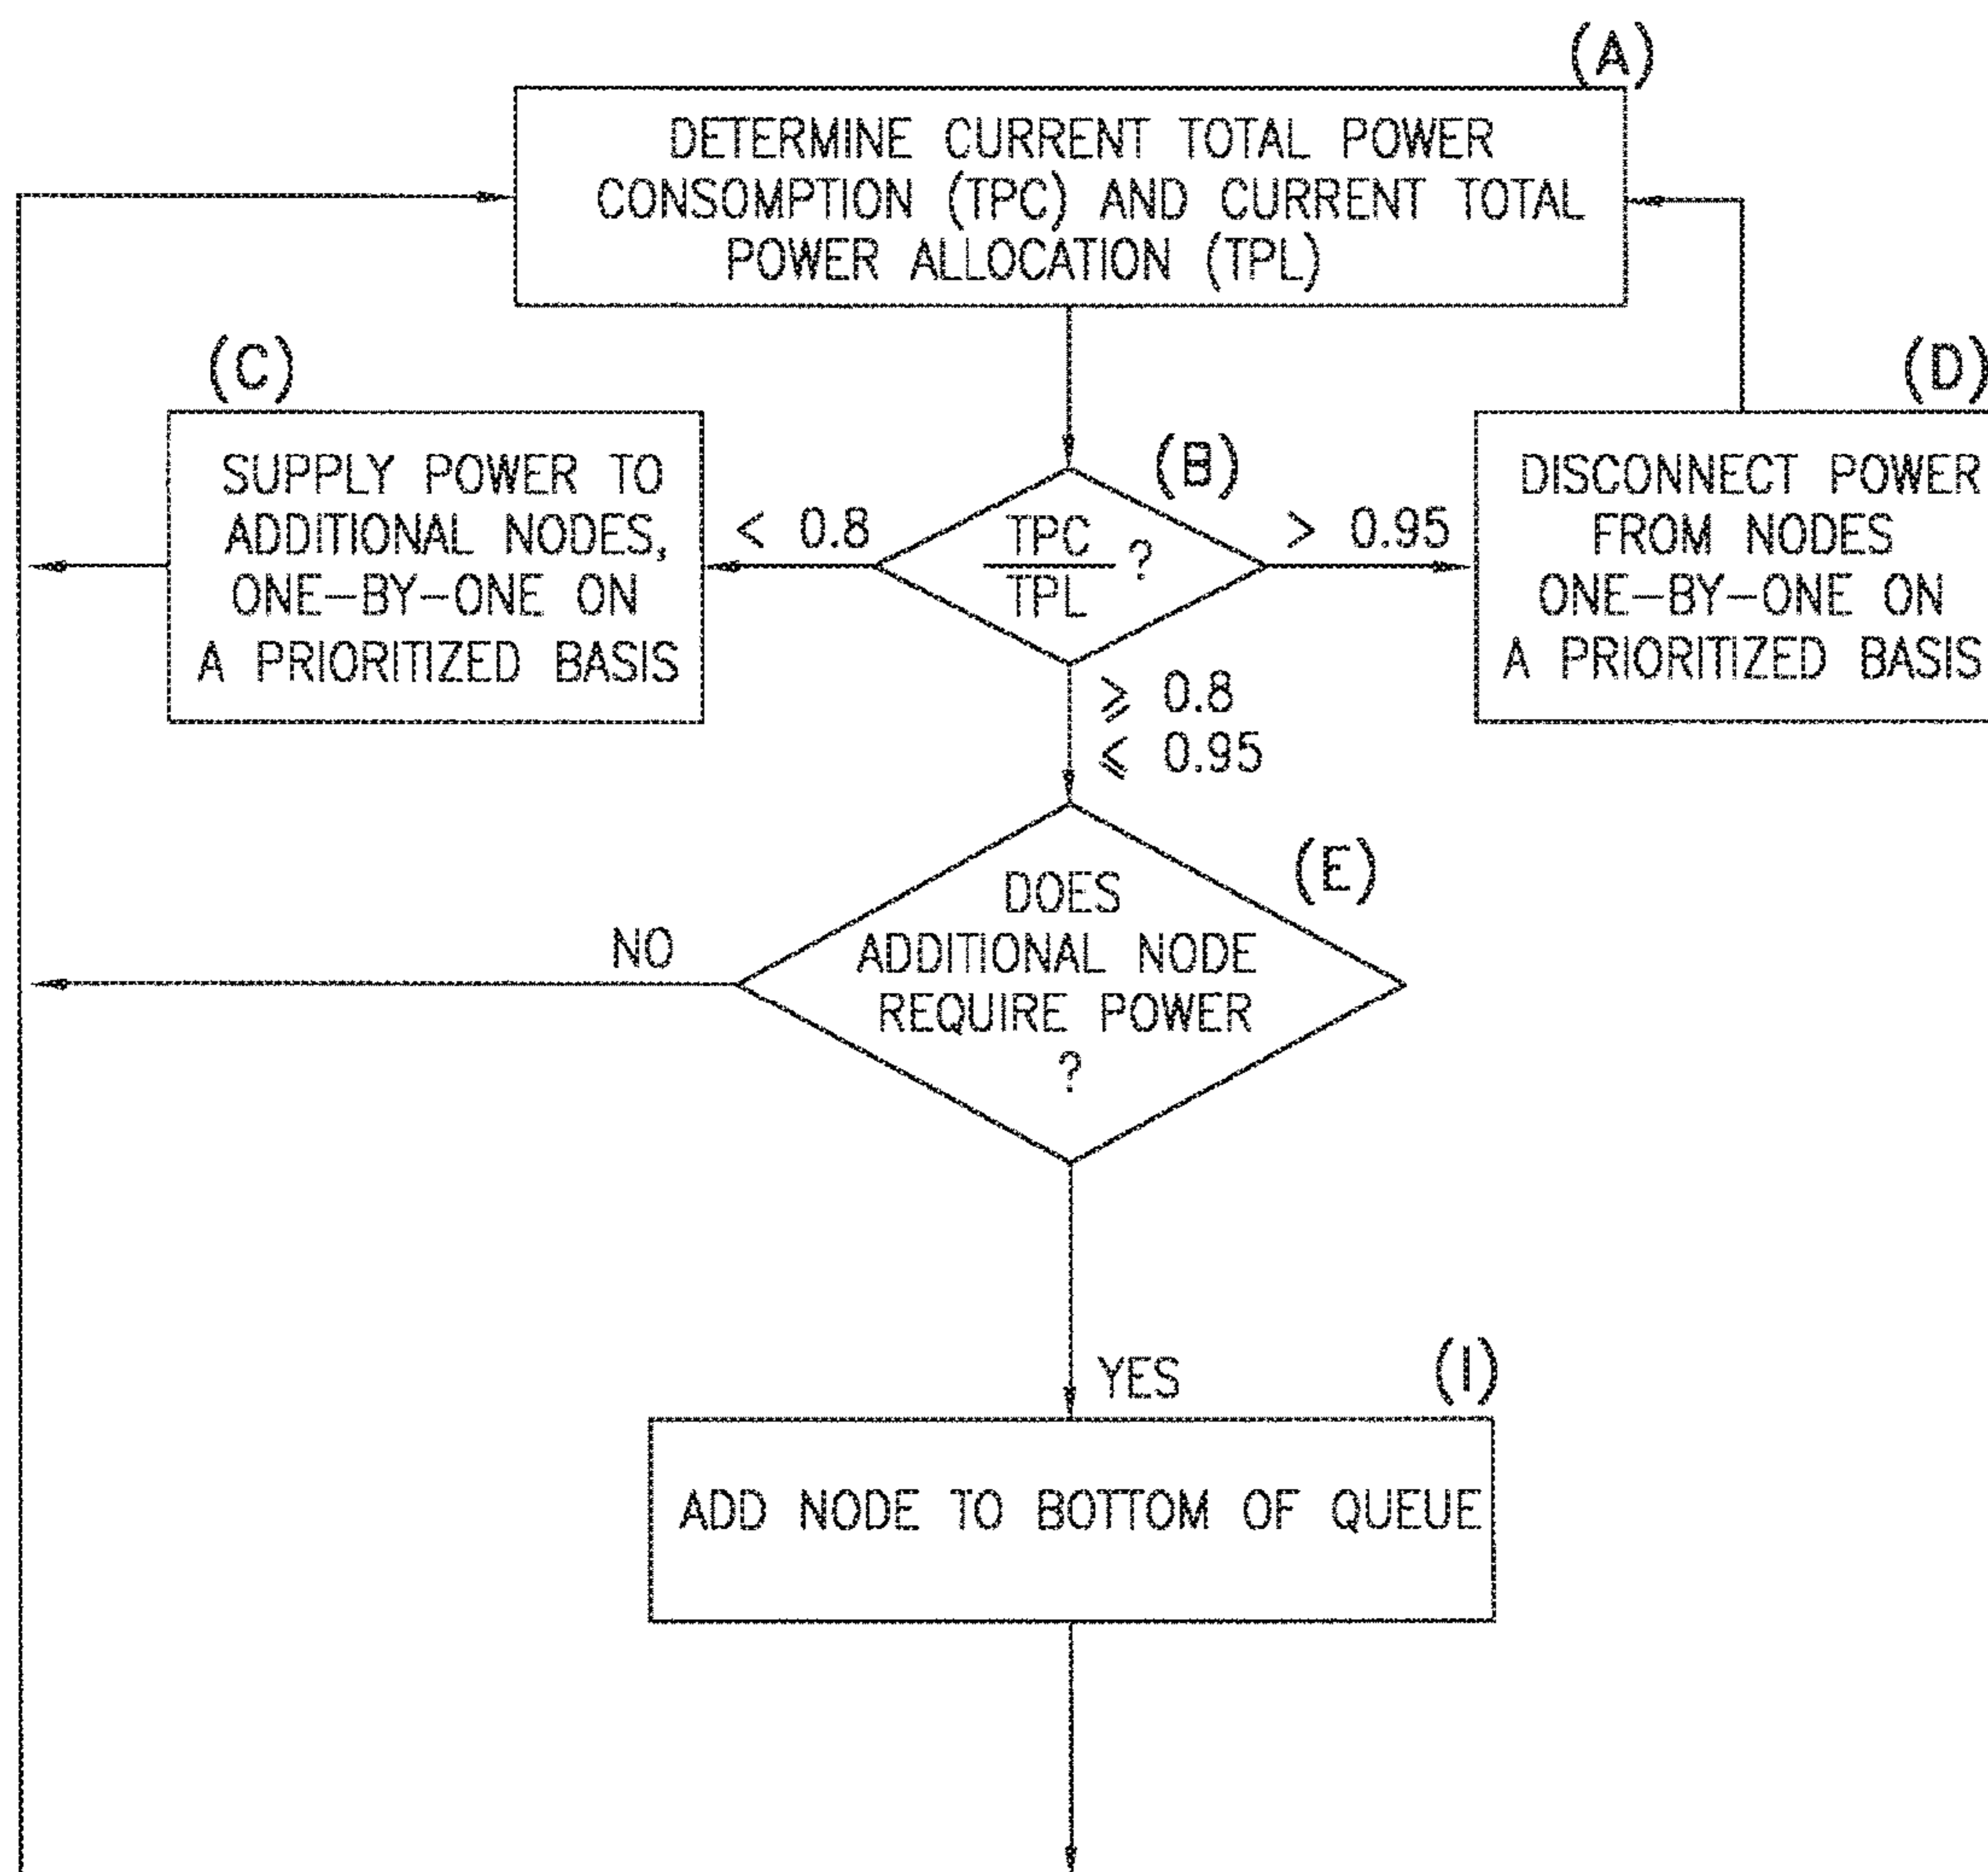 (A)
DETERMINE CURRENT TOTAL POWER
CONSOMPTION (TPC) AND CURRENT TOTAL
POWER ALLOCATION (TPL)
(C)
SUPPLY POWER TO
ADDITIONAL NODES,
ONE-BY-ONE ON
A PRIORITIZED BASIS
< 0.8
(B)
TPC
TPL
?
> 0.95
(D)
DISCONNECT POWER
FROM NODES
ONE-BY-ONE ON
A PRIORITIZED BASIS
⩾ 0.8
⩽ 0.95
(E)
DOES
ADDITIONAL NODE
REQUIRE POWER
?
NO
YES
(I)
ADD NODE TO BOTTOM OF QUEUE